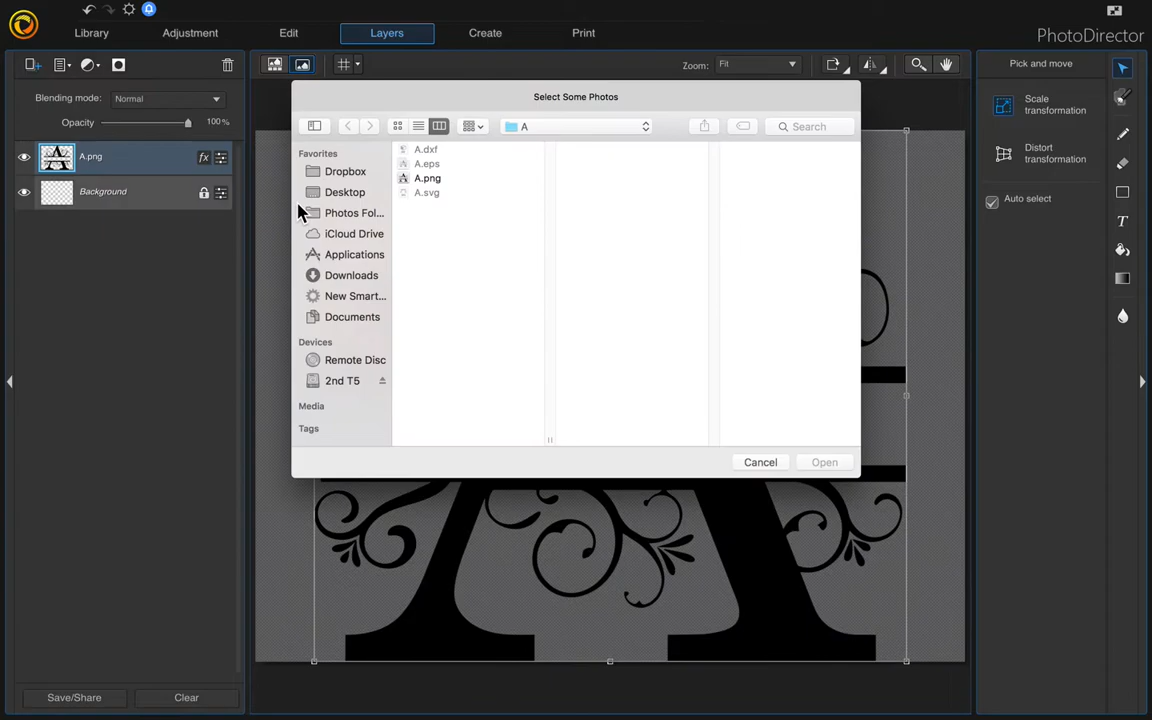 Library
Adjustment
Edit
Layers
Create
Print
PhotoDirector
Zoom: Fit
Pick and move
Blending mode: Normal
Opacity 100%
A.png
fx
Background
Scale transformation
Distort transformation
Auto select
T
Select Some Photos
A
Search
Favorites
Dropbox
Desktop
Photos Fol...
iCloud Drive
Applications
Downloads
New Smart...
Documents
Devices
Remote Disc
2nd T5
Media
Tags
A.dxf
A.eps
A.png
A.svg
Cancel
Open
A
Save/Share
Clear